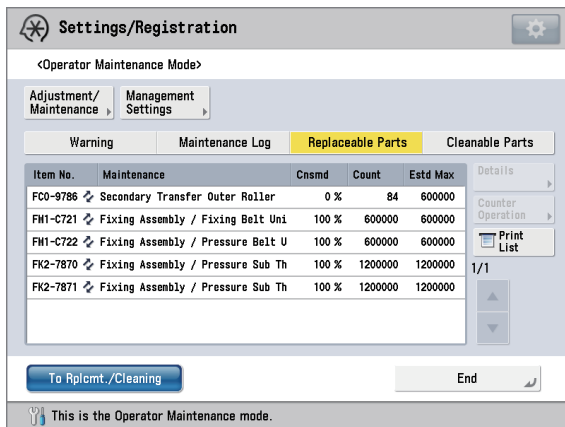 Settings/Registration
<Operator Maintenance Mode>
Adjustment/
Maintenance
Management
Settings
Warning Maintenance Log Replaceable Parts Cleanable Parts
Item No. Maintenance Cnsmd Count Estd Max
FC0-9786 Secondary Transfer Outer Roller 0 % 84 600000
FM1-C721 Fixing Assembly / Fixing Belt Uni 100 % 600000 600000
FM1-C722 Fixing Assembly / Pressure Belt U 100 % 600000 600000
FK2-7870 Fixing Assembly / Pressure Sub Th 100 % 1200000 1200000
FK2-7871 Fixing Assembly / Pressure Sub Th 100 % 1200000 1200000
Details
Counter
Operation
Print
List
1/1
To Rplcmt./Cleaning
End
This is the Operator Maintenance mode.